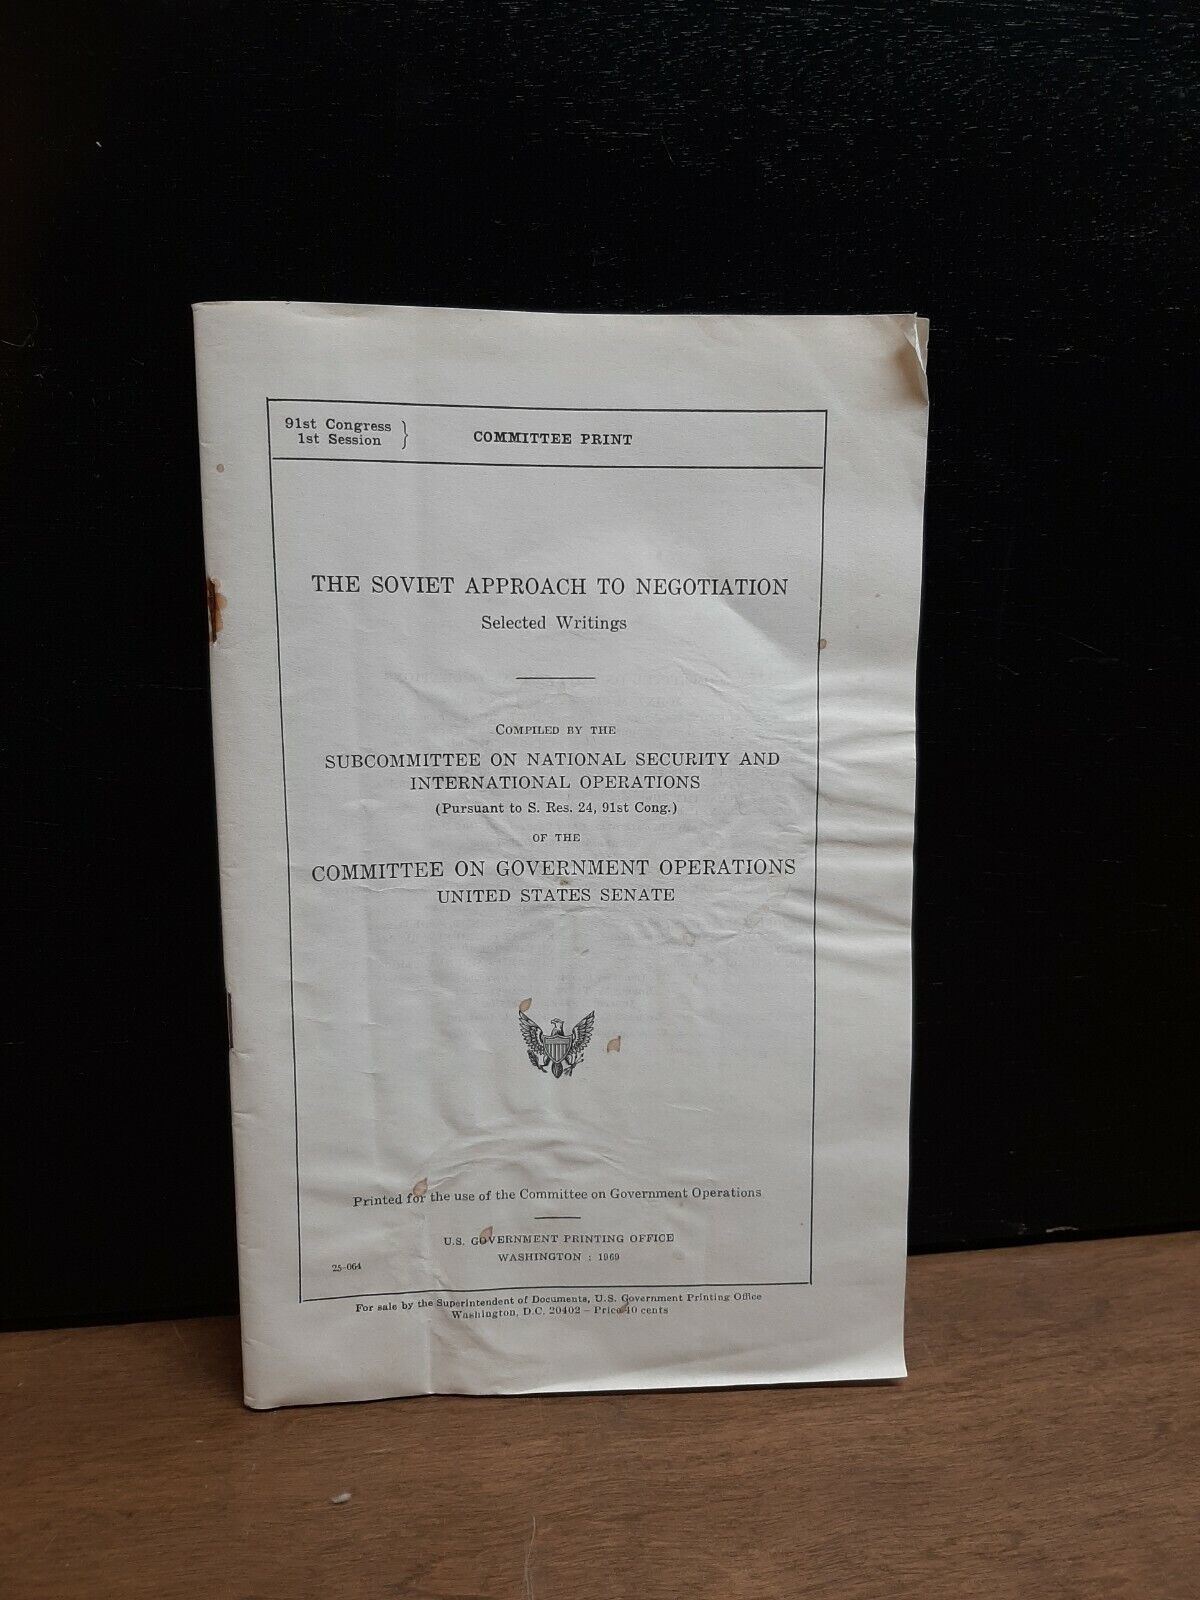 91st Congress
1st Session
COMMITTEE PRINT
THE SOVIET APPROACH TO NEGOTIATION
Selected Writings
COMPILED BY THE
SUBCOMMITTEE ON NATIONAL SECURITY AND
INTERNATIONAL OPERATIONS
(Pursuant to S. Res. 24, 91st Cong.)
OF THE
COMMITTEE ON GOVERNMENT OPERATIONS
UNITED STATES SENATE
Printed for the use of the Committee on Government Operations
U.S. GOVERNMENT PRINTING OFFICE
WASHINGTON : 1969
25-064
For sale by the Superintendent of Documents, U.S. Government Printing Office
Washington, D.C. 20402 - Price 40 cents